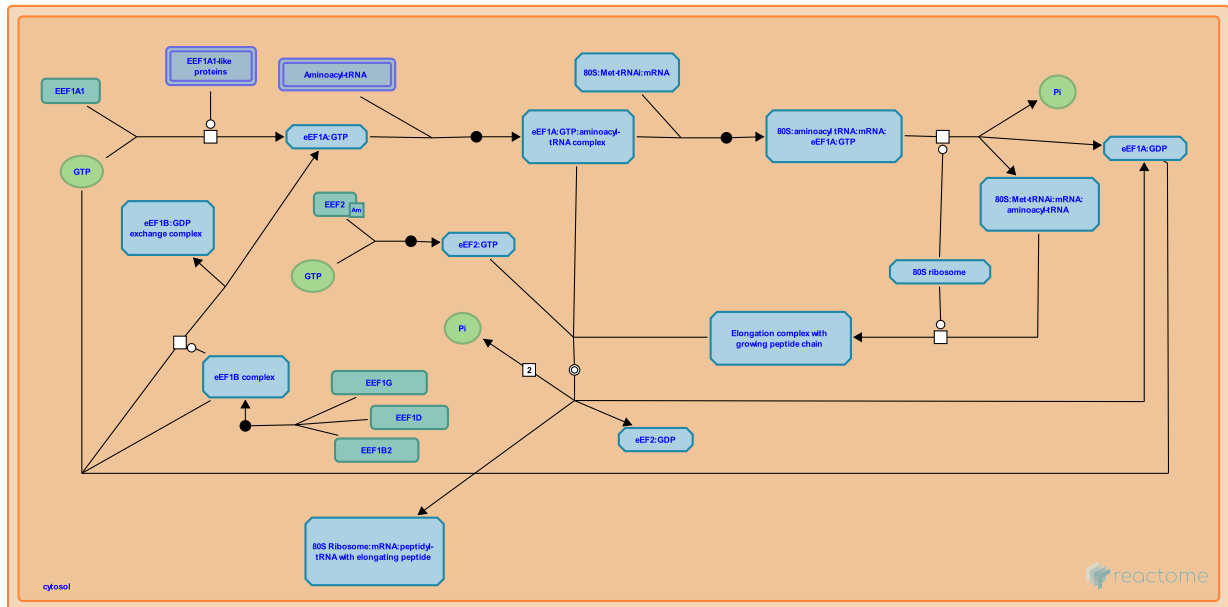 EEF1A1-like
proteins
Aminoacyl-tRNA
80S:Met-tRNAi:mRNA
EEF1A1
Pi
eEF1A:GTP
eEF1A:GTP:aminoacyl-
tRNA complex
80S:aminoacyl tRNA:mRNA:
eEF1A:GTP
eEF1A:GDP
GTP
EEF2
Am
80S:Met-tRNAi:mRNA:
aminoacyl-tRNA
eEF1B:GDP
exchange complex
eEF2:GTP
GTP
80S ribosome
Pi
Elongation complex with
growing peptide chain
2
eEF1B complex
EEF1G
EEF1D
EEF1B2
eEF2:GDP
80S Ribosome:mRNA:peptidyl-
tRNA with elongating peptide
cytosol
reactome